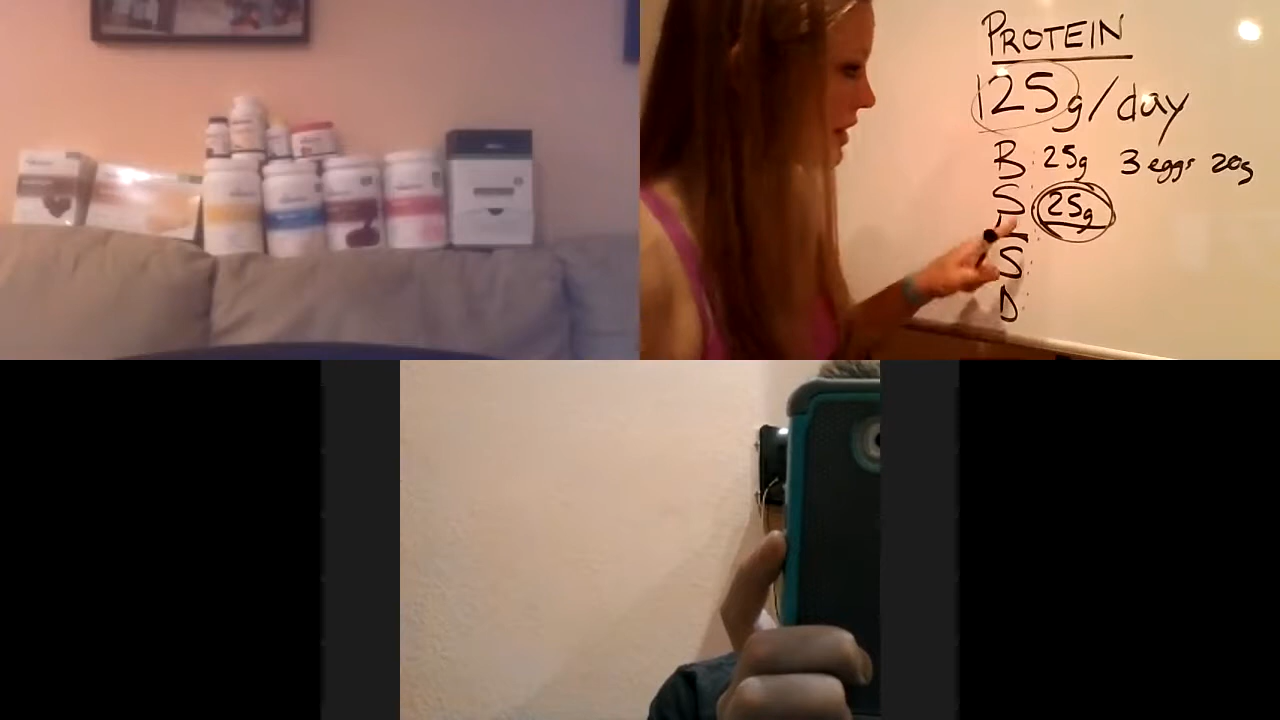 PROTEIN
125g/day
B: 25g 3 eggs 20g
S: 25g
L
S:
D: